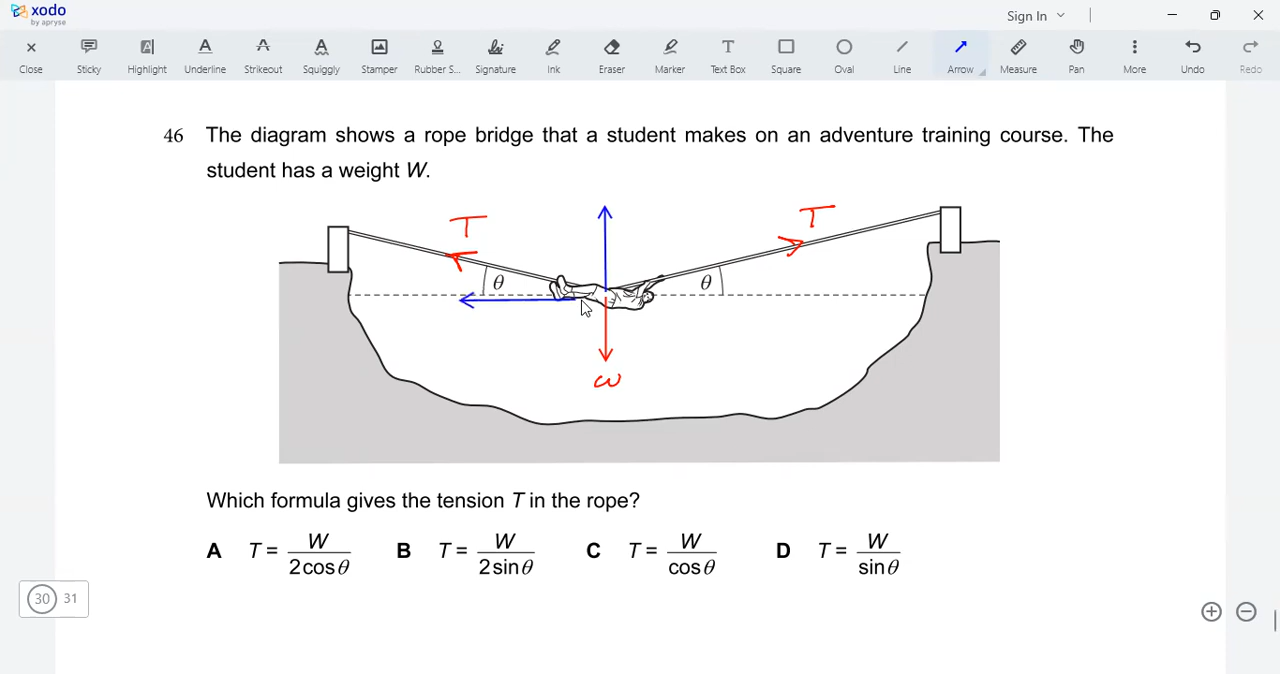 xodo
by apryse
Sign In
Close Sticky Highlight Underline Strikeout Squiggly Stamper Rubber S... Signature Ink Eraser Marker Text Box Square Oval Line Arrow Measure Pan More Undo Redo
46 The diagram shows a rope bridge that a student makes on an adventure training course. The
student has a weight W.
T T
θ θ
W
Which formula gives the tension T in the rope?
A T = W / 2cosθ B T = W / 2sinθ C T = W / cosθ D T = W / sinθ
30 31